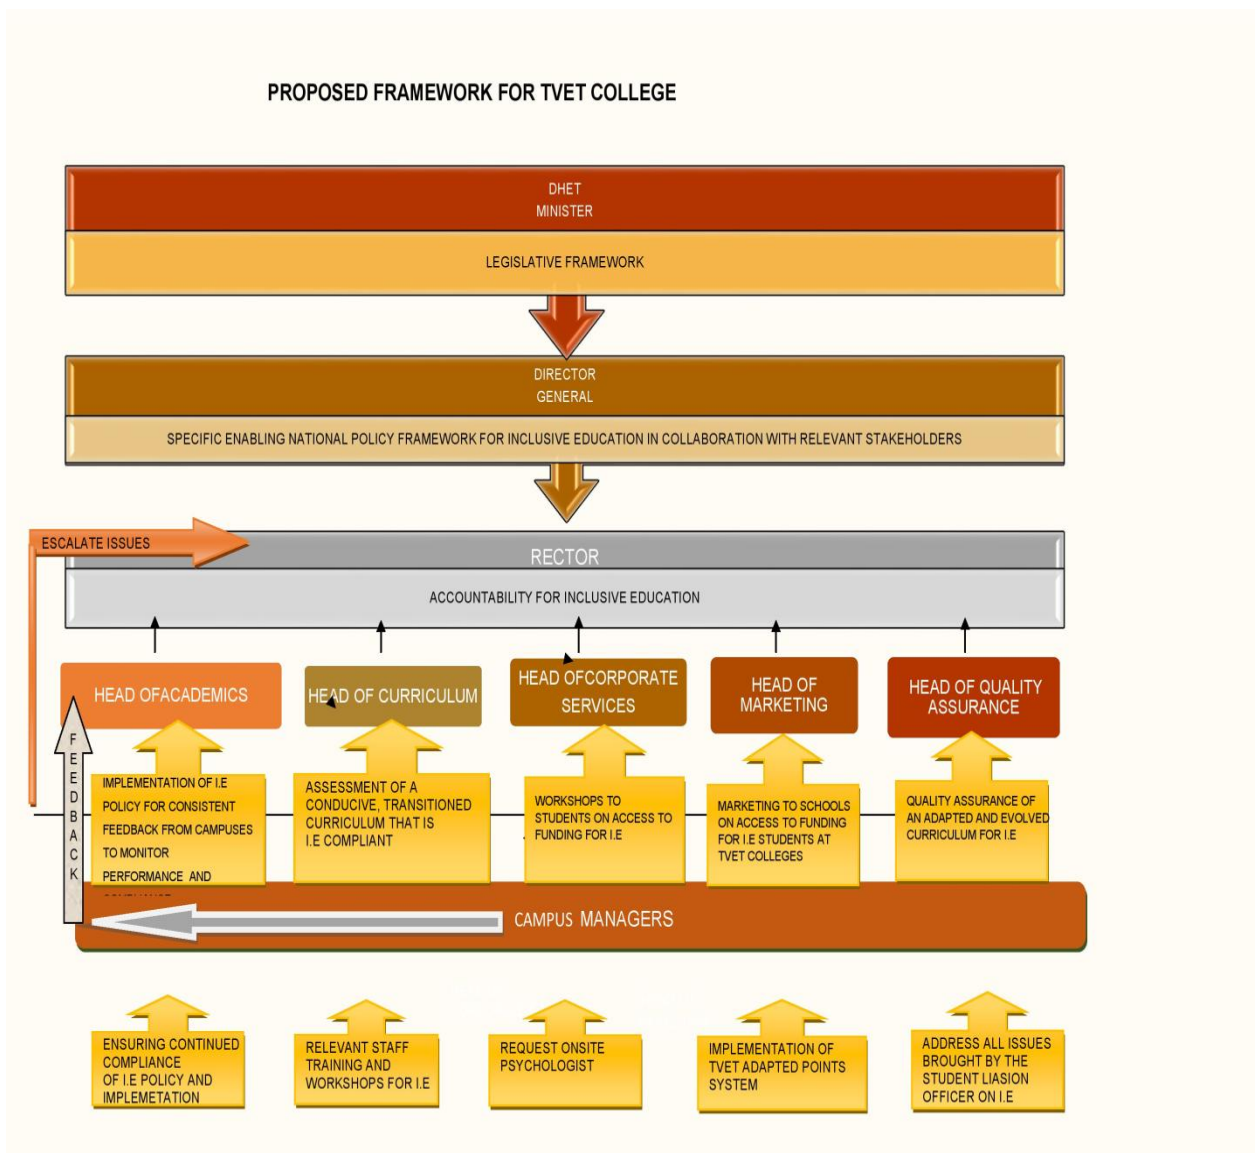 PROPOSED FRAMEWORK FOR TVET COLLEGE
DHET
MINISTER
LEGISLATIVE FRAMEWORK
DIRECTOR
GENERAL
SPECIFIC ENABLING NATIONAL POLICY FRAMEWORK FOR INCLUSIVE EDUCATION IN COLLABORATION WITH RELEVANT STAKEHOLDERS
ESCALATE ISSUES
RECTOR
ACCOUNTABILITY FOR INCLUSIVE EDUCATION
HEAD OFACADEMICS
HEAD OF CURRICULUM
HEAD OFCORPORATE
SERVICES
HEAD OF
MARKETING
HEAD OF QUALITY
ASSURANCE
FEEDBACK
IMPLEMENTATION OF I.E
POLICY FOR CONSISTENT
FEEDBACK FROM CAMPUSES
TO MONITOR
PERFORMANCE AND
ASSESSMENT OF A
CONDUCIVE, TRANSITIONED
CURRICULUM THAT IS
I.E COMPLIANT
WORKSHOPS TO
STUDENTS ON ACCESS TO
FUNDING FOR I.E
MARKETING TO SCHOOLS
ON ACCESS TO FUNDING
FOR I.E STUDENTS AT
TVET COLLEGES
QUALITY ASSURANCE OF
AN ADAPTED AND EVOLVED
CURRICULUM FOR I.E
CAMPUS MANAGERS
ENSURING CONTINUED
COMPLIANCE
OF I.E POLICY AND
IMPLEMETATION
RELEVANT STAFF
TRAINING AND
WORKSHOPS FOR I.E
REQUEST ONSITE
PSYCHOLOGIST
IMPLEMENTATION OF
TVET ADAPTED POINTS
SYSTEM
ADDRESS ALL ISSUES
BROUGHT BY THE
STUDENT LIASION
OFFICER ON I.E